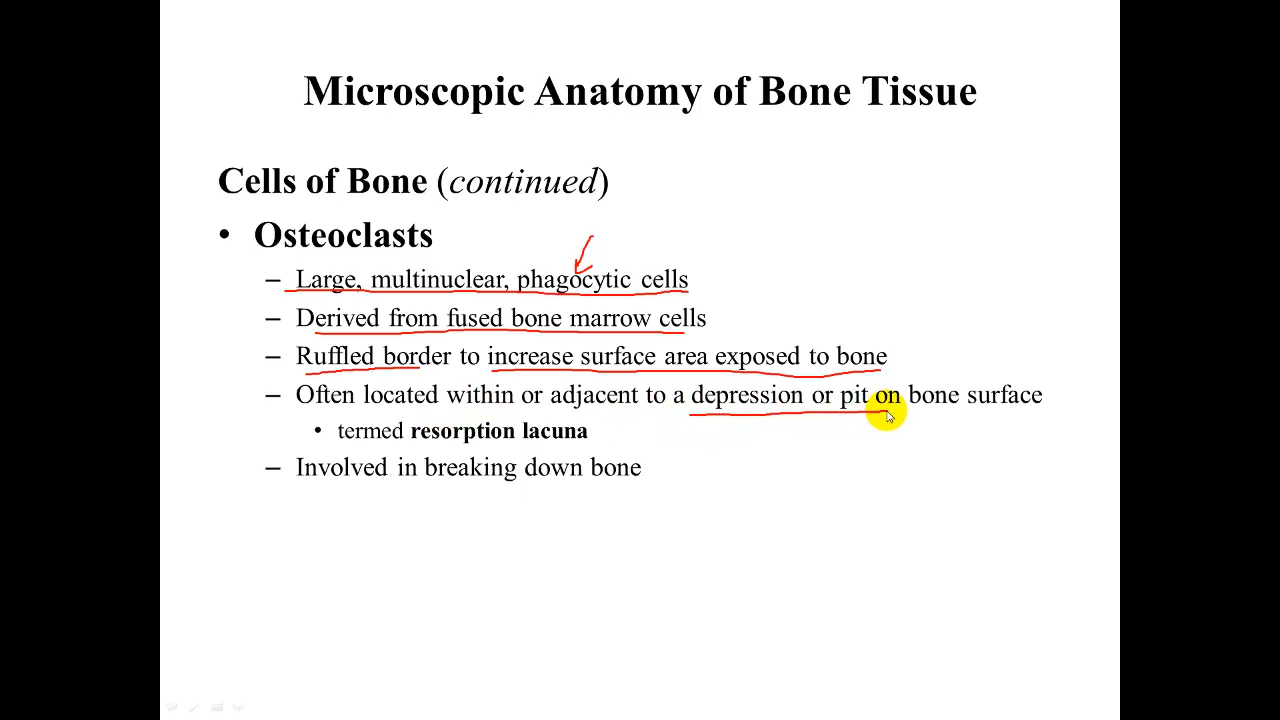 Microscopic Anatomy of Bone Tissue
Cells of Bone (continued)
• Osteoclasts
– Large, multinuclear, phagocytic cells
– Derived from fused bone marrow cells
– Ruffled border to increase surface area exposed to bone
– Often located within or adjacent to a depression or pit on bone surface
• termed resorption lacuna
– Involved in breaking down bone